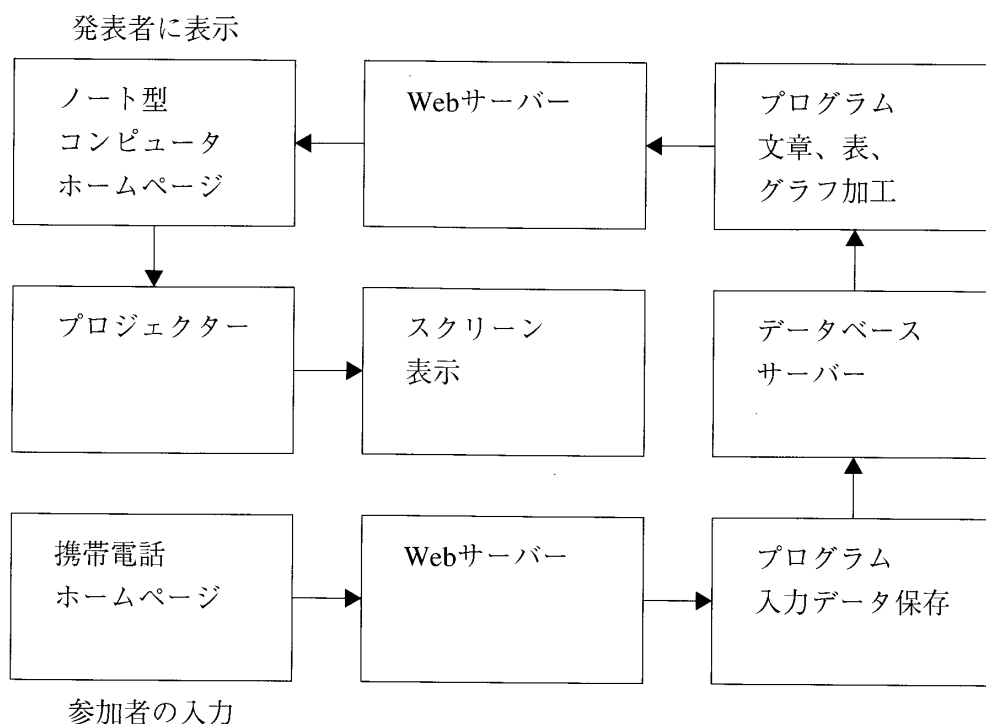 発表者に表示
ノート型
コンピュータ
ホームページ
Webサーバー
プログラム
文章、表、
グラフ加工
プロジェクター
スクリーン
表示
データベース
サーバー
携帯電話
ホームページ
Webサーバー
プログラム
入力データ保存
参加者の入力